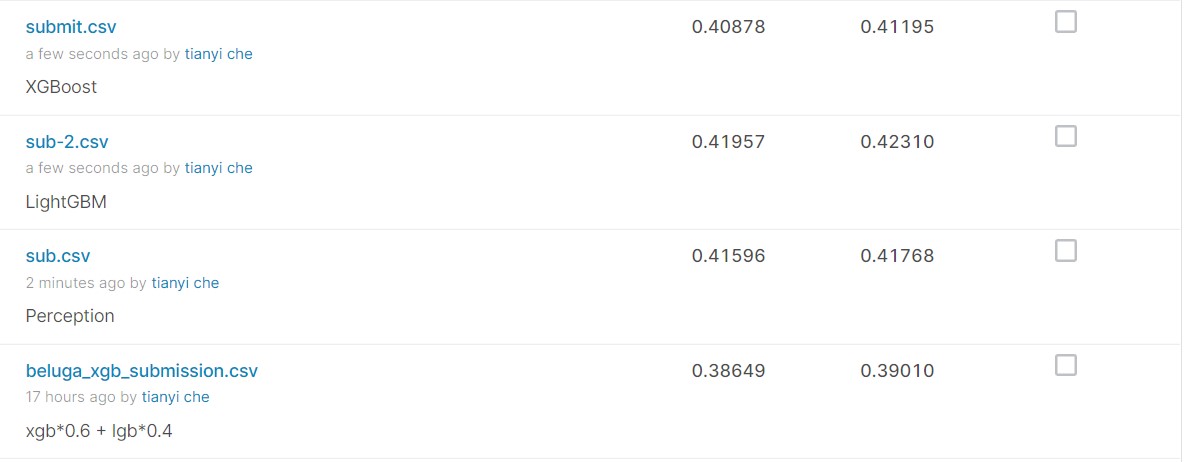 submit.csv 0.40878 0.41195
a few seconds ago by tianyi che
XGBoost
sub-2.csv 0.41957 0.42310
a few seconds ago by tianyi che
LightGBM
sub.csv 0.41596 0.41768
2 minutes ago by tianyi che
Perception
beluga_xgb_submission.csv 0.38649 0.39010
17 hours ago by tianyi che
xgb*0.6 + lgb*0.4